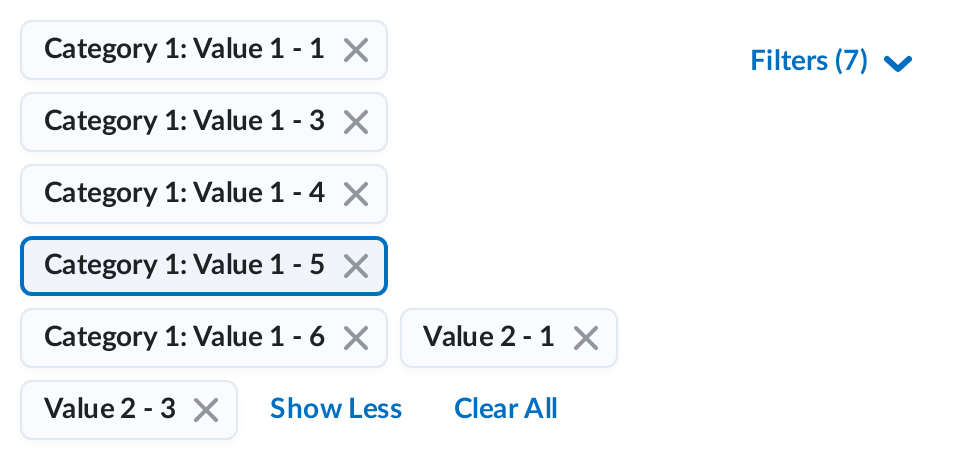 Category 1: Value 1 - 1
Filters (7)
Category 1: Value 1 - 3
Category 1: Value 1 - 4
Category 1: Value 1 - 5
Category 1: Value 1 - 6
Value 2 - 1
Value 2 - 3
Show Less
Clear All